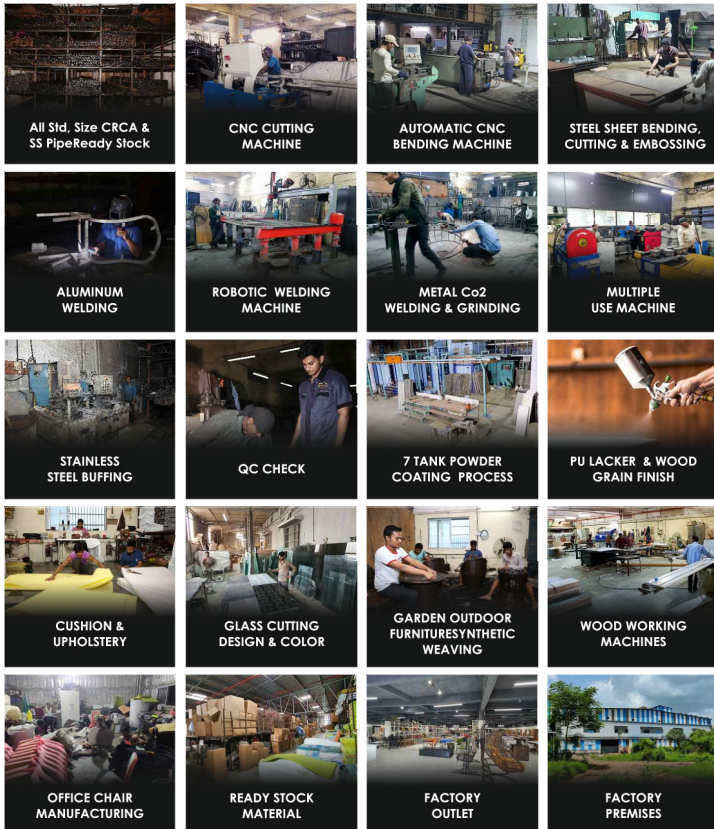 All Std, Size CRCA &
SS PipeReady Stock
CNC CUTTING
MACHINE
AUTOMATIC CNC
BENDING MACHINE
STEEL SHEET BENDING,
CUTTING & EMBOSSING
ALUMINUM
WELDING
ROBOTIC WELDING
MACHINE
METAL Co2
WELDING & GRINDING
MULTIPLE
USE MACHINE
STAINLESS
STEEL BUFFING
QC CHECK
7 TANK POWDER
COATING PROCESS
PU LACKER & WOOD
GRAIN FINISH
CUSHION &
UPHOLSTERY
GLASS CUTTING
DESIGN & COLOR
GARDEN OUTDOOR
FURNITURESYNTHETIC
WEAVING
WOOD WORKING
MACHINES
OFFICE CHAIR
MANUFACTURING
READY STOCK
MATERIAL
FACTORY
OUTLET
FACTORY
PREMISES